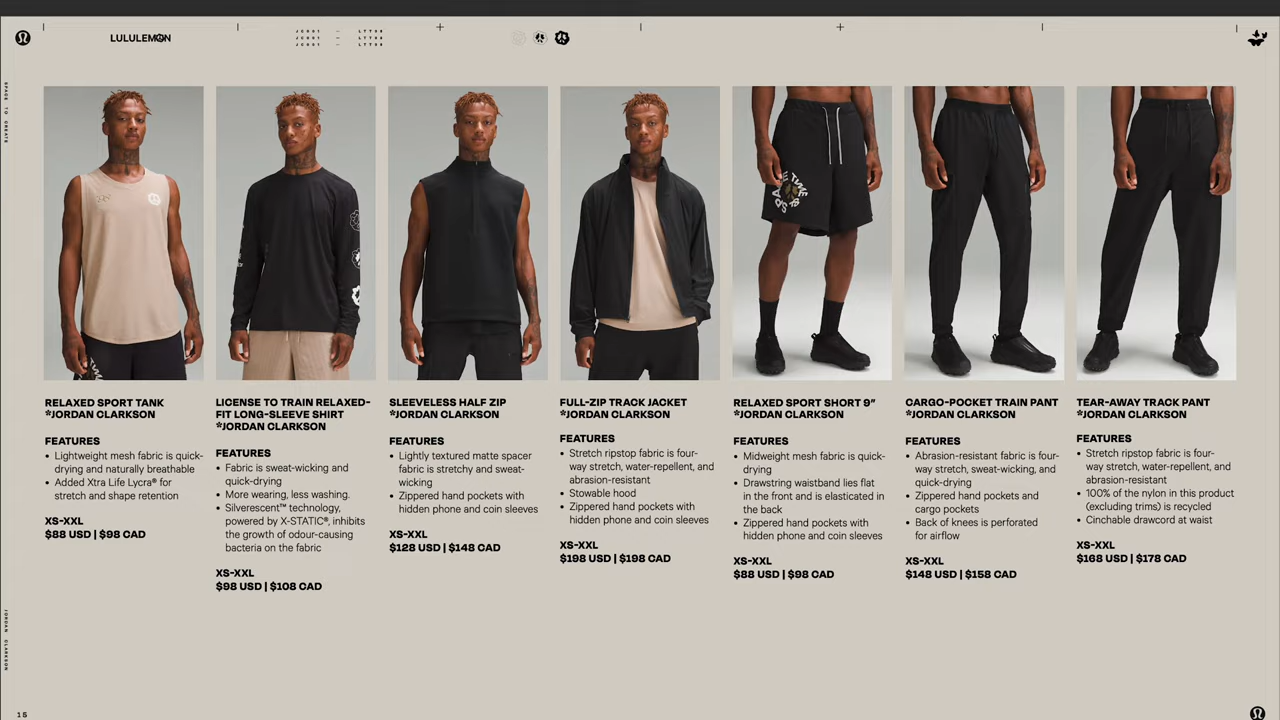 LULULEMON
JC001 — LTT08
JC001 — LTT08
JC001 — LTT08
SPACE TO CREATE
RELAXED SPORT TANK
*JORDAN CLARKSON
FEATURES
• Lightweight mesh fabric is quick-
drying and naturally breathable
• Added Xtra Life Lycra® for
stretch and shape retention
XS-XXL
$88 USD | $98 CAD
LICENSE TO TRAIN RELAXED-
FIT LONG-SLEEVE SHIRT
*JORDAN CLARKSON
FEATURES
• Fabric is sweat-wicking and
quick-drying
• More wearing, less washing.
• Silverescent™ technology,
powered by X-STATIC®, inhibits
the growth of odour-causing
bacteria on the fabric
XS-XXL
$98 USD | $108 CAD
SLEEVELESS HALF ZIP
*JORDAN CLARKSON
FEATURES
• Lightly textured matte spacer
fabric is stretchy and sweat-
wicking
• Zippered hand pockets with
hidden phone and coin sleeves
XS-XXL
$128 USD | $148 CAD
FULL-ZIP TRACK JACKET
*JORDAN CLARKSON
FEATURES
• Stretch ripstop fabric is four-
way stretch, water-repellent, and
abrasion-resistant
• Stowable hood
• Zippered hand pockets with
hidden phone and coin sleeves
XS-XXL
$198 USD | $198 CAD
RELAXED SPORT SHORT 9"
*JORDAN CLARKSON
FEATURES
• Midweight mesh fabric is quick-
drying
• Drawstring waistband lies flat
in the front and is elasticated in
the back
• Zippered hand pockets with
hidden phone and coin sleeves
XS-XXL
$88 USD | $98 CAD
CARGO-POCKET TRAIN PANT
*JORDAN CLARKSON
FEATURES
• Abrasion-resistant fabric is four-
way stretch, sweat-wicking, and
quick-drying
• Zippered hand pockets and
cargo pockets
• Back of knees is perforated
for airflow
XS-XXL
$148 USD | $158 CAD
TEAR-AWAY TRACK PANT
*JORDAN CLARKSON
FEATURES
• Stretch ripstop fabric is four-
way stretch, water-repellent, and
abrasion-resistant
• 100% of the nylon in this product
(excluding trims) is recycled
• Cinchable drawcord at waist
XS-XXL
$168 USD | $178 CAD
JORDAN CLARKSON
15